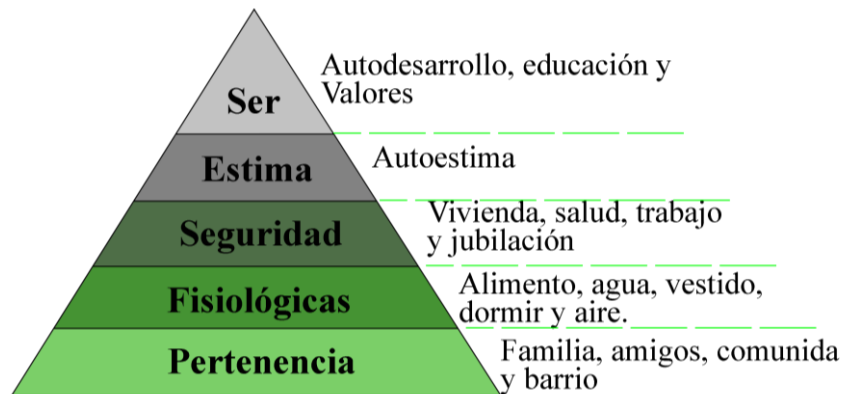 Ser
Autodesarrollo, educación y
Valores
Estima
Autoestima
Seguridad
Vivienda, salud, trabajo
y jubilación
Fisiológicas
Alimento, agua, vestido,
dormir y aire.
Pertenencia
Familia, amigos, comunida
y barrio